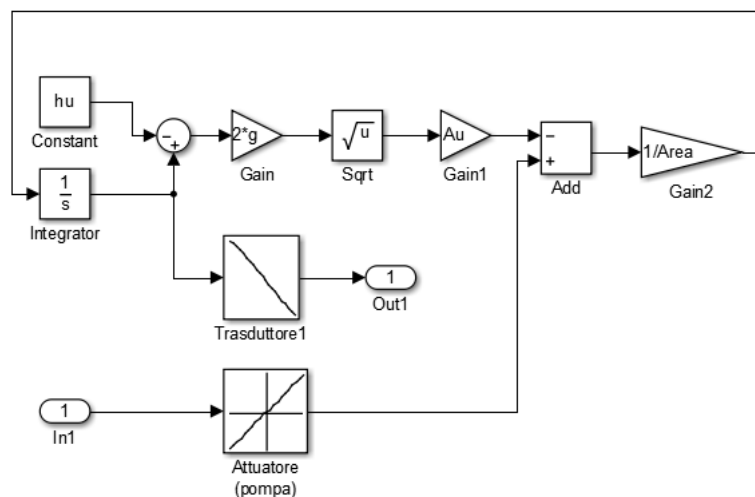 hu
Constant
−
+
2*g
Gain
√u
Sqrt
Au
Gain1
−
+
Add
1/Area
Gain2
1
s
Integrator
Trasduttore1
1
Out1
1
In1
Attuatore
(pompa)